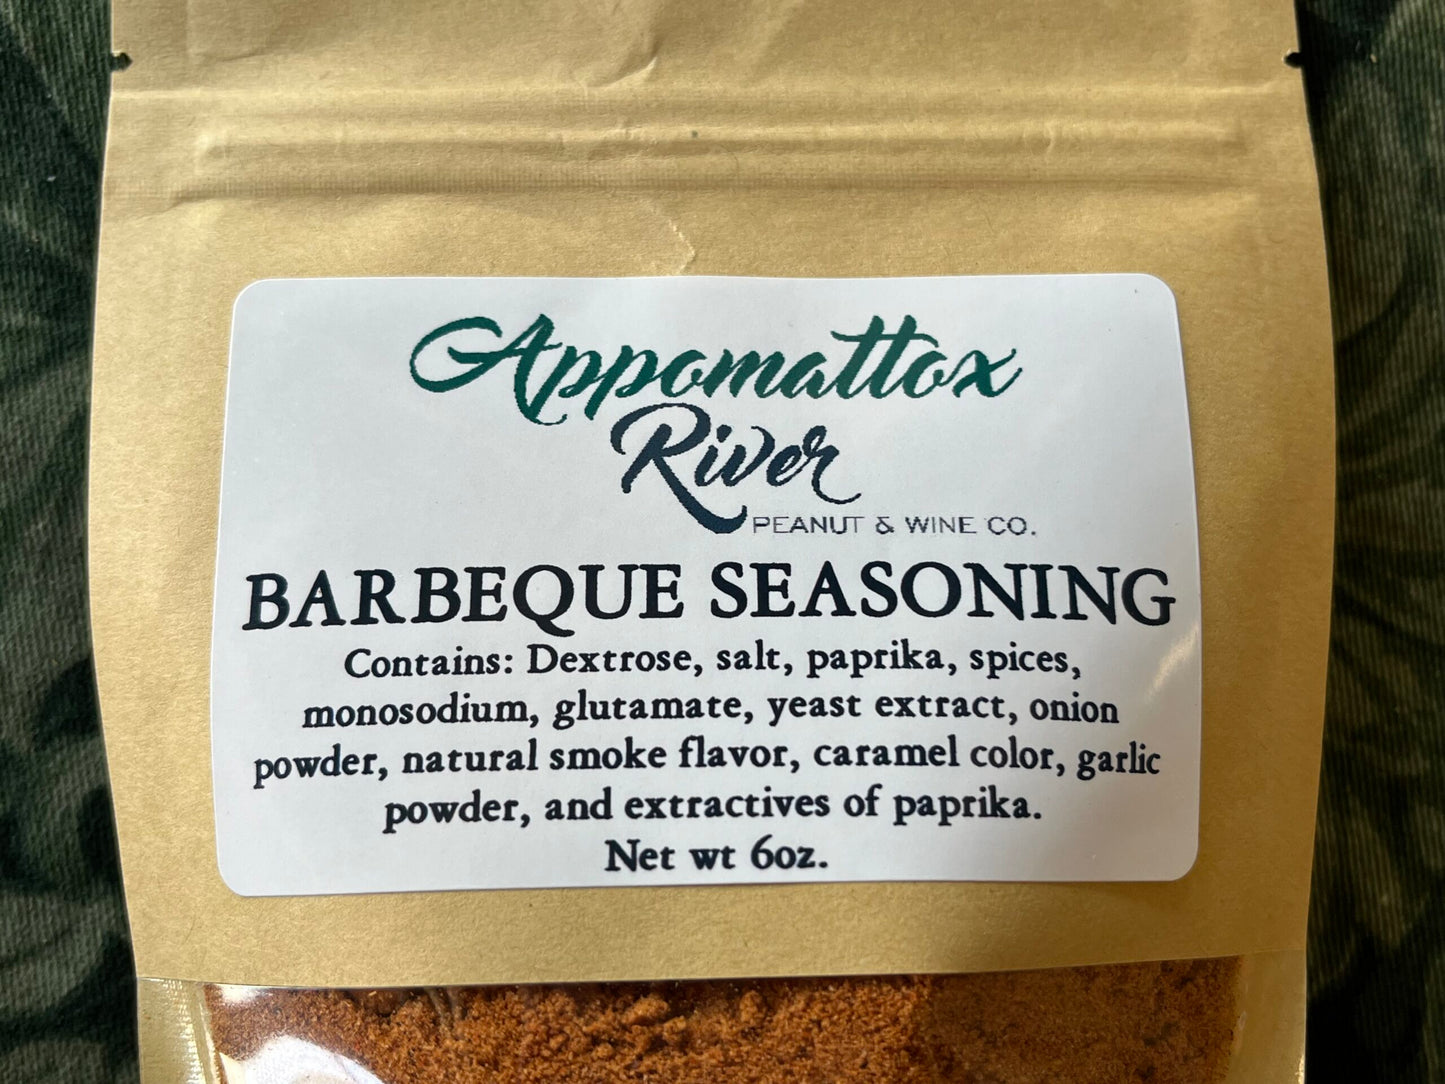 Appomattox
River
PEANUT & WINE CO.
BARBEQUE SEASONING
Contains: Dextrose, salt, paprika, spices,
monosodium, glutamate, yeast extract, onion
powder, natural smoke flavor, caramel color, garlic
powder, and extractives of paprika.
Net wt 6oz.